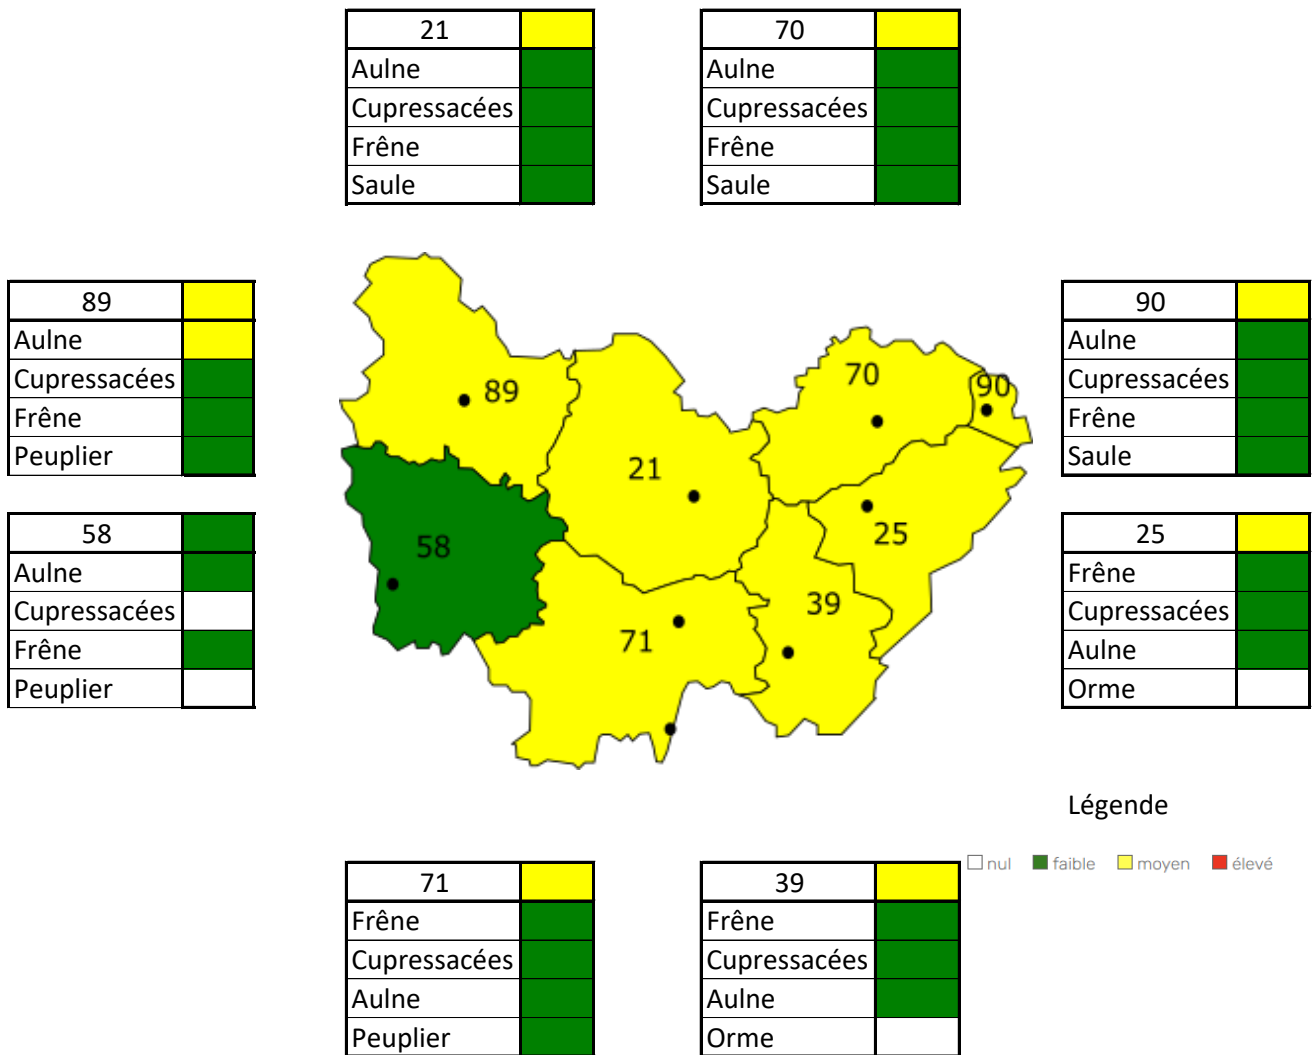 21
Aulne
Cupressacées
Frêne
Saule
70
Aulne
Cupressacées
Frêne
Saule
89
Aulne
Cupressacées
Frêne
Peuplier
58
Aulne
Cupressacées
Frêne
Peuplier
89
70
90
21
25
58
39
71
90
Aulne
Cupressacées
Frêne
Saule
25
Frêne
Cupressacées
Aulne
Orme
Légende
nul faible moyen élevé
71
Frêne
Cupressacées
Aulne
Peuplier
39
Frêne
Cupressacées
Aulne
Orme